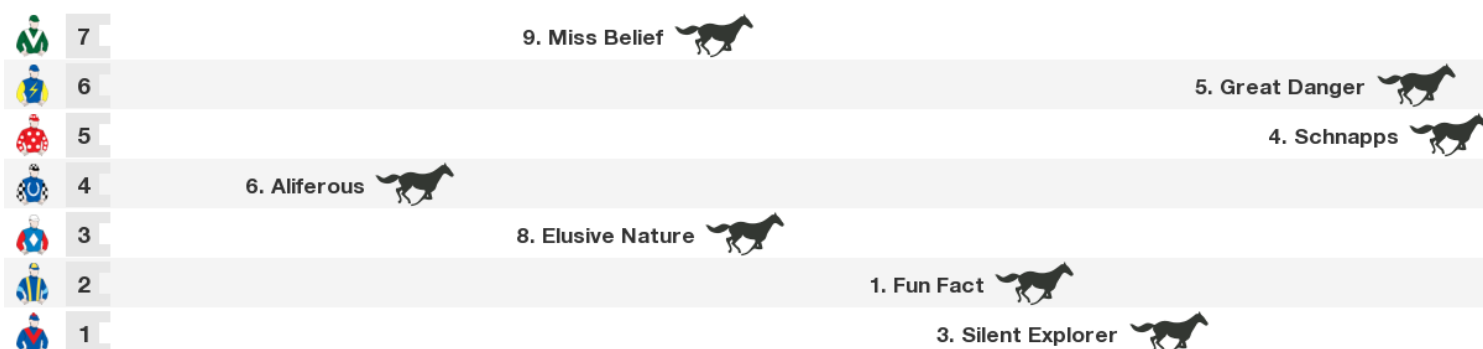 7 9. Miss Belief
6 5. Great Danger
5 4. Schnapps
4 6. Aliferous
3 8. Elusive Nature
2 1. Fun Fact
1 3. Silent Explorer